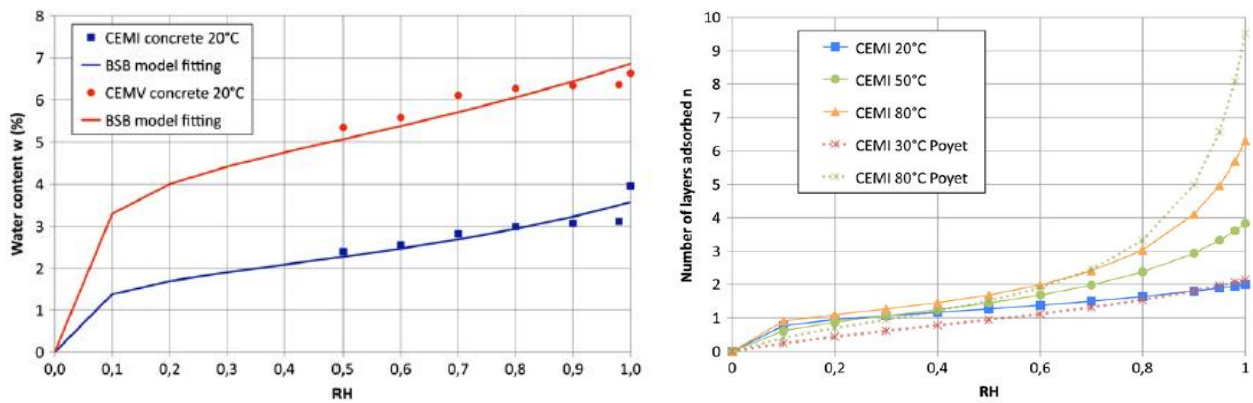 8
7
6
5
4
3
2
1
0
Water content w (%)
CEMI concrete 20°C
BSB model fitting
CEMV concrete 20°C
BSB model fitting
0,0 0,1 0,2 0,3 0,4 0,5 0,6 0,7 0,8 0,9 1,0
RH
10
9
8
7
6
5
4
3
2
1
0
Number of layers adsorbed n
CEMI 20°C
CEMI 50°C
CEMI 80°C
CEMI 30°C Poyet
CEMI 80°C Poyet
0 0,2 0,4 0,6 0,8 1
RH